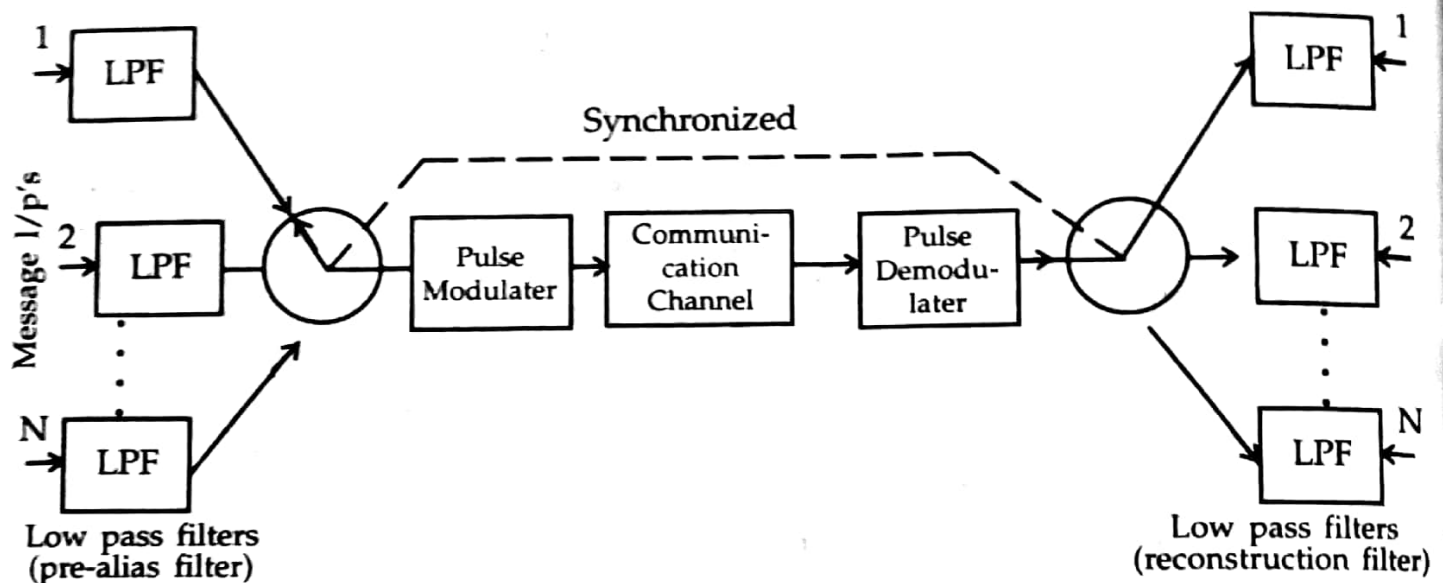 1
LPF
Synchronized
1
LPF
Message I/p's
2
LPF
Pulse
Modulater
Communi-
cation
Channel
Pulse
Demodu-
later
2
LPF
N
LPF
N
LPF
Low pass filters
(pre-alias filter)
Low pass filters
(reconstruction filter)